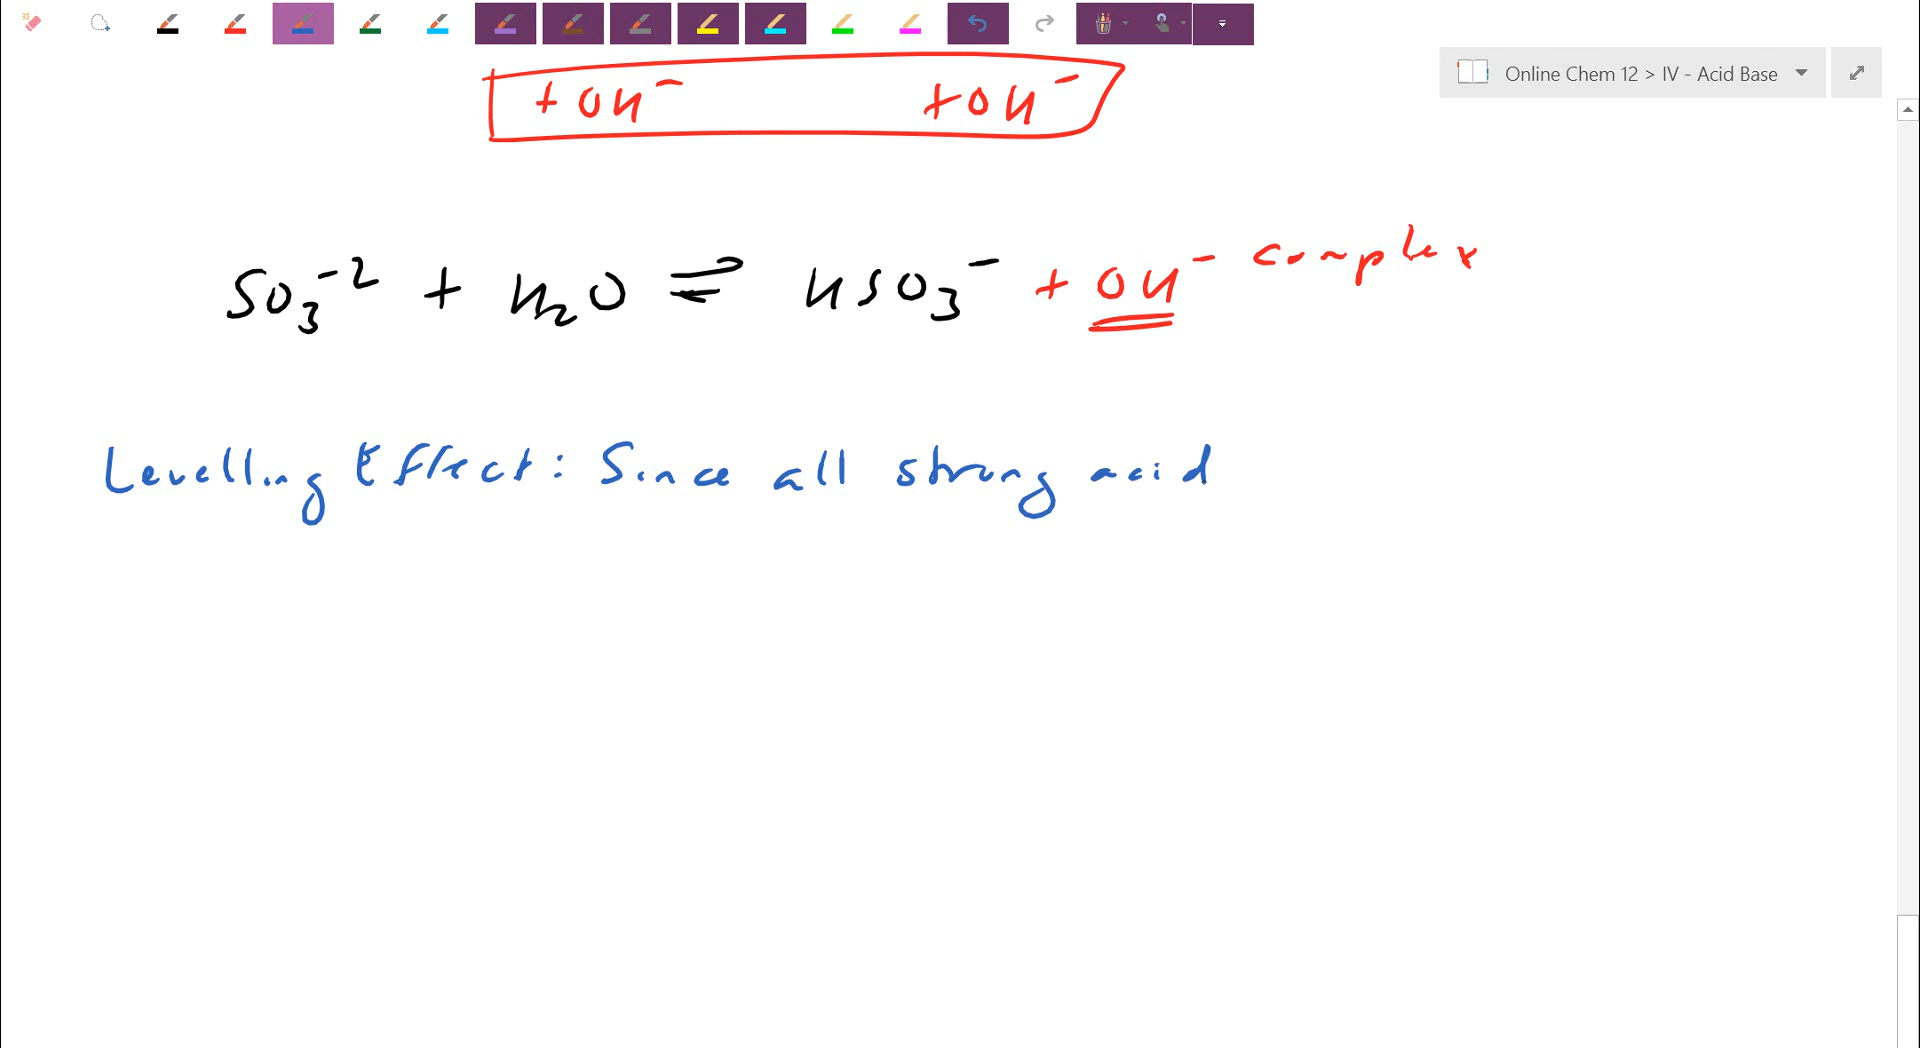 Online Chem 12 > IV - Acid Base
+ OH⁻ + OH⁻
SO₃⁻² + H₂O ⇌ HSO₃⁻ + OH⁻ complex
Levelling Effect: Since all strong acid